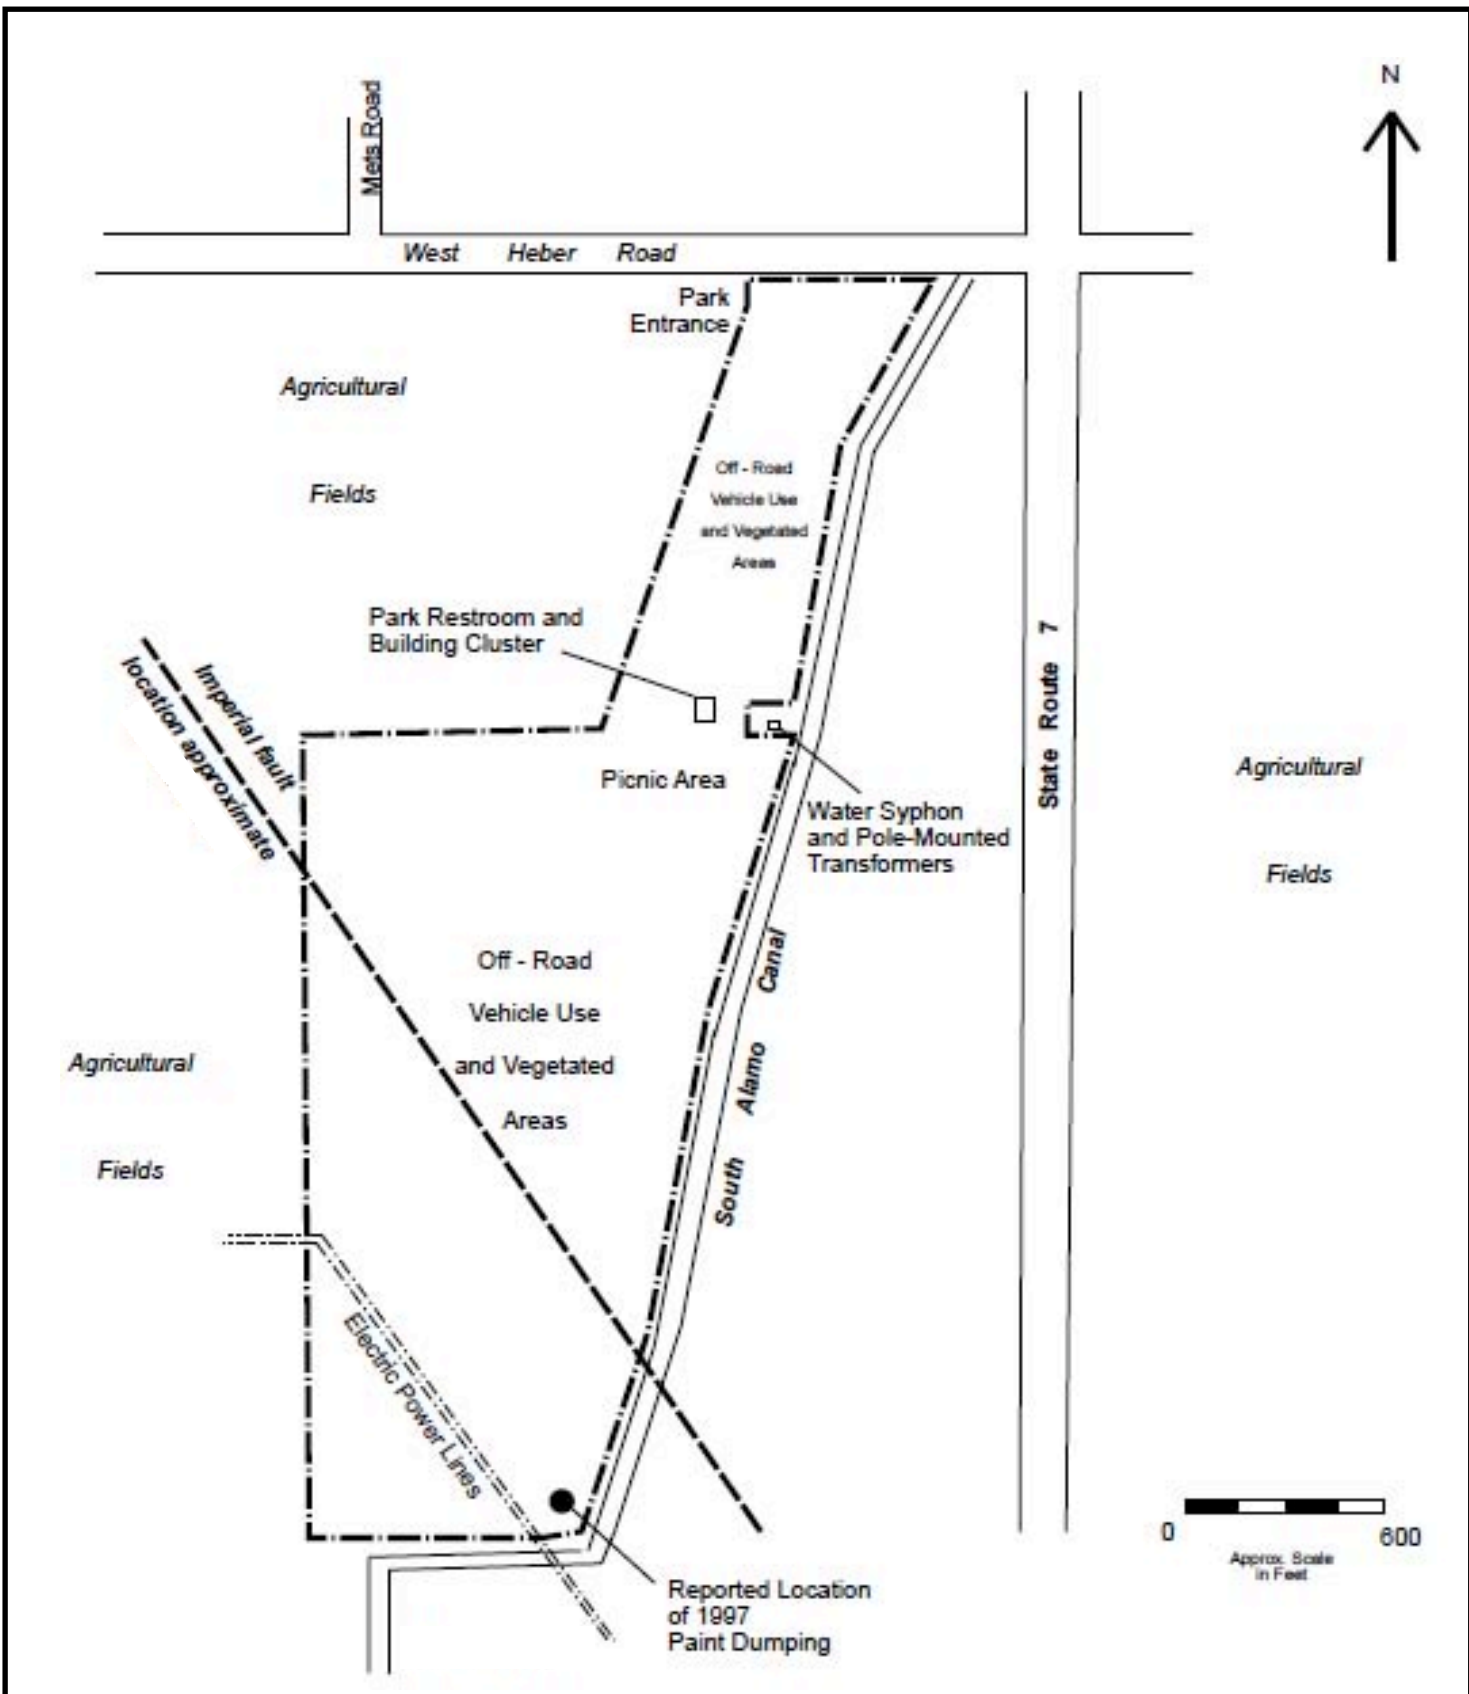 N
Mets Road
West Heber Road
Park
Entrance
Agricultural
Fields
Off - Road
Vehicle Use
and Vegetated
Areas
Park Restroom and
Building Cluster
Imperial fault
location approximate
State Route 7
Picnic Area
Agricultural
Fields
Water Syphon
and Pole-Mounted
Transformers
Off - Road
Vehicle Use
and Vegetated
Areas
South Alamo Canal
Agricultural
Fields
Electric Power Lines
0 600
Approx. Scale
in Feet
Reported Location
of 1997
Paint Dumping